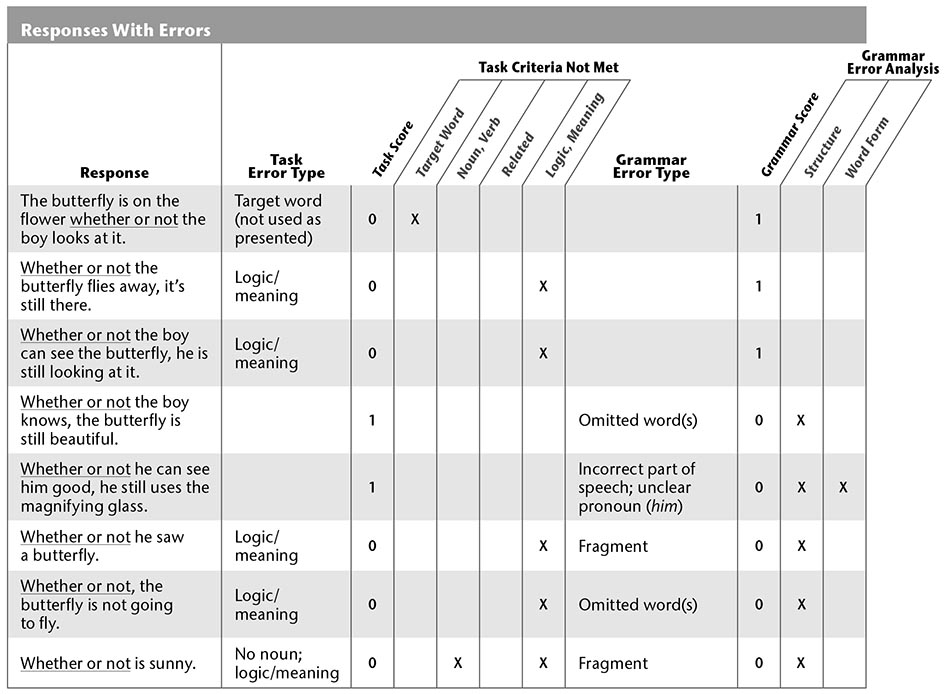 Responses With Errors
Task Criteria Not Met
Grammar
Error Analysis
Response
Task
Error Type
Task Score
Target Word
Noun, Verb
Related
Logic, Meaning
Grammar
Error Type
Grammar Score
Structure
Word Form
The butterfly is on the
flower whether or not the
boy looks at it.
Target word
(not used as
presented)
0
X
1
Whether or not the
butterfly flies away, it's
still there.
Logic/
meaning
0
X
1
Whether or not the boy
can see the butterfly, he is
still looking at it.
Logic/
meaning
0
X
1
Whether or not the boy
knows, the butterfly is
still beautiful.
1
Omitted word(s)
0
X
Whether or not he can see
him good, he still uses the
magnifying glass.
1
Incorrect part of
speech; unclear
pronoun (him)
0
X
X
Whether or not he saw
a butterfly.
Logic/
meaning
0
X
Fragment
0
X
Whether or not, the
butterfly is not going
to fly.
Logic/
meaning
0
X
Omitted word(s)
0
X
Whether or not is sunny.
No noun;
logic/meaning
0
X
X
Fragment
0
X